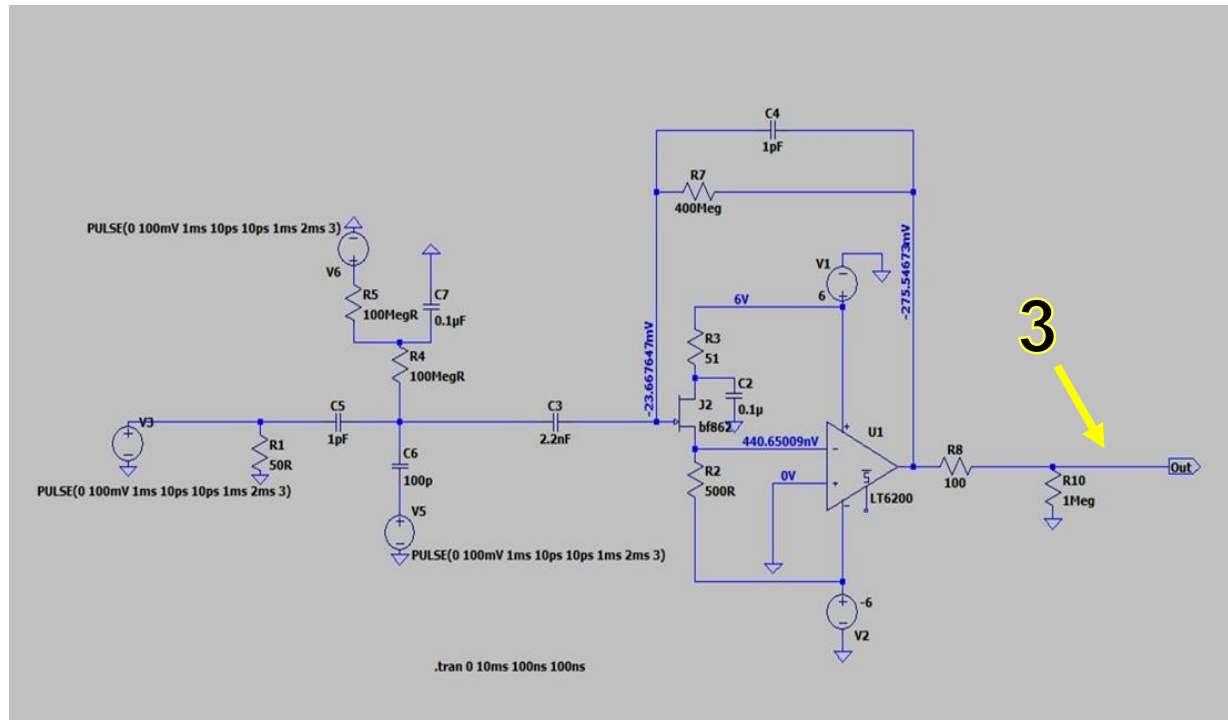 C4
1pF
R7
400Meg
PULSE(0 100mV 1ms 10ps 10ps 1ms 2ms 3)
V6
R5
100MegR
C7
0.1µF
R4
100MegR
V3
R1
50R
PULSE(0 100mV 1ms 10ps 10ps 1ms 2ms 3)
C5
1pF
C6
100p
V5
PULSE(0 100mV 1ms 10ps 10ps 1ms 2ms 3)
C3
2.2nF
-23.667647mV
6V
V1
6
R3
51
C2
0.1µ
J2
bf862
440.65009nV
R2
500R
0V
U1
LT6200
-275.54673mV
-6
V2
R8
100
3
R10
1Meg
Out
.tran 0 10ms 100ns 100ns